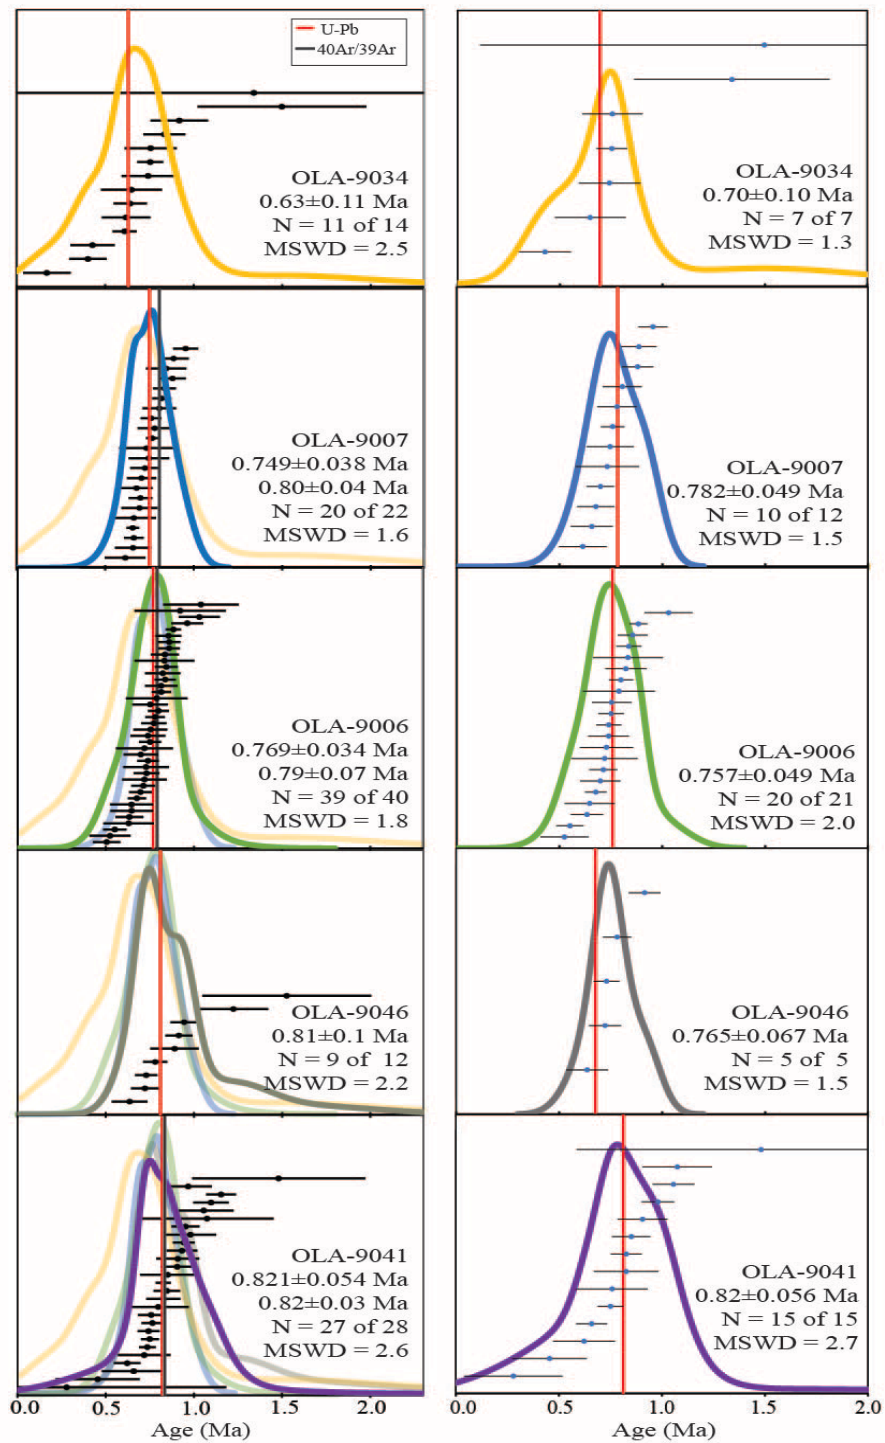 U-Pb
40Ar/39Ar
OLA-9034
0.63±0.11 Ma
N = 11 of 14
MSWD = 2.5
OLA-9034
0.70±0.10 Ma
N = 7 of 7
MSWD = 1.3
OLA-9007
0.749±0.038 Ma
0.80±0.04 Ma
N = 20 of 22
MSWD = 1.6
OLA-9007
0.782±0.049 Ma
N = 10 of 12
MSWD = 1.5
OLA-9006
0.769±0.034 Ma
0.79±0.07 Ma
N = 39 of 40
MSWD = 1.8
OLA-9006
0.757±0.049 Ma
N = 20 of 21
MSWD = 2.0
OLA-9046
0.81±0.1 Ma
N = 9 of 12
MSWD = 2.2
OLA-9046
0.765±0.067 Ma
N = 5 of 5
MSWD = 1.5
OLA-9041
0.821±0.054 Ma
0.82±0.03 Ma
N = 27 of 28
MSWD = 2.6
OLA-9041
0.82±0.056 Ma
N = 15 of 15
MSWD = 2.7
0.0 0.5 1.0 1.5 2.0
Age (Ma)
0.0 0.5 1.0 1.5 2.0
Age (Ma)